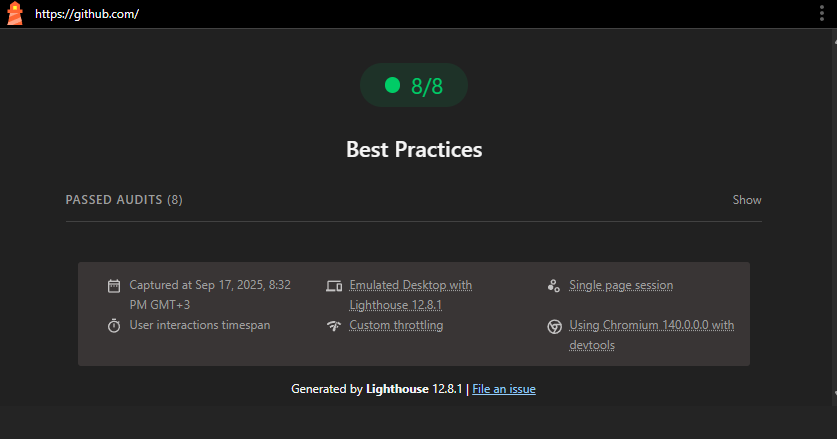 https://github.com/
8/8
Best Practices
PASSED AUDITS (8)
Show
Captured at Sep 17, 2025, 8:32
PM GMT+3
Emulated Desktop with
Lighthouse 12.8.1
Single page session
User interactions timespan
Custom throttling
Using Chromium 140.0.0.0 with
devtools
Generated by Lighthouse 12.8.1 | File an issue